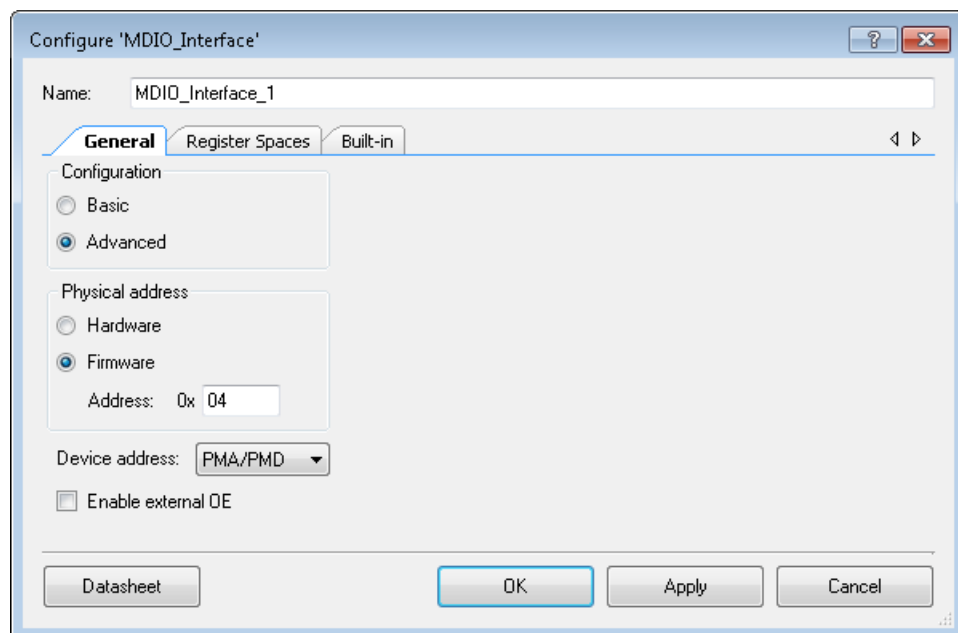 Configure 'MDIO_Interface'
Name: MDIO_Interface_1
General Register Spaces Built-in
Configuration
Basic
Advanced
Physical address
Hardware
Firmware
Address: 0x 04
Device address: PMA/PMD
Enable external OE
Datasheet OK Apply Cancel